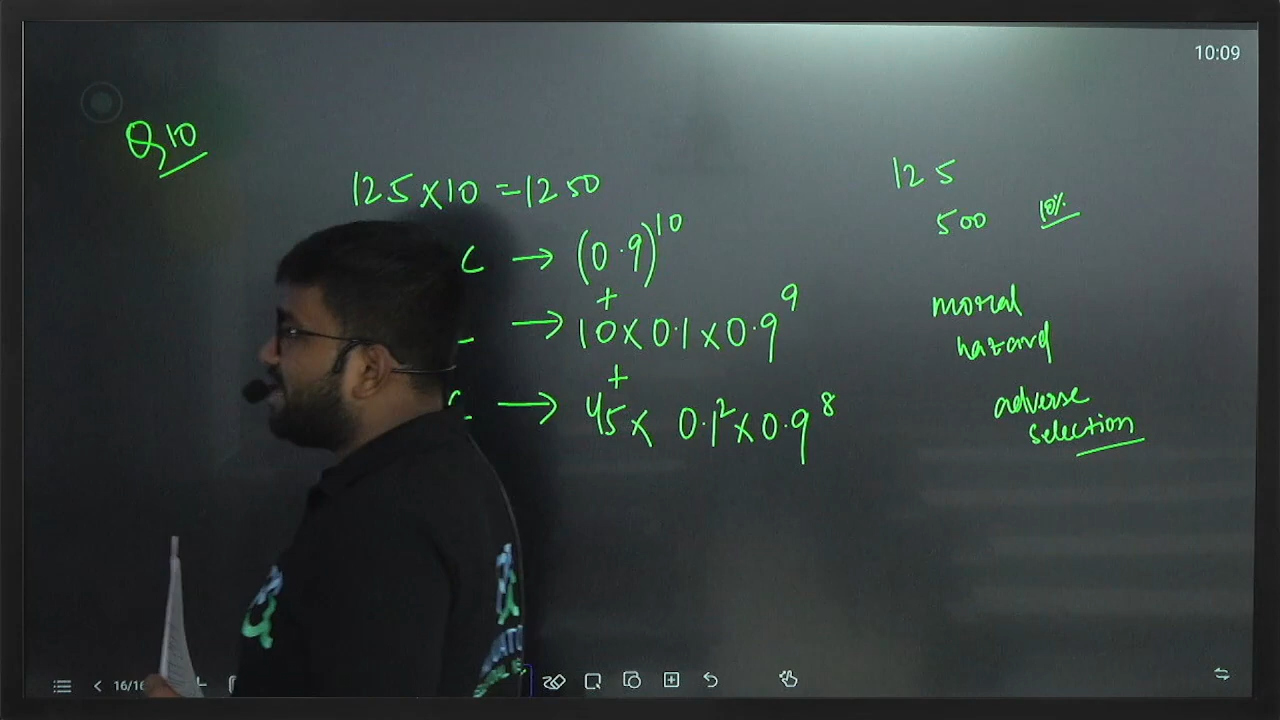 10:09
Q10
125×10 =1250
C → (0.9)^10
+
→ 10×0.1×0.9^9
+
C → 45× 0.1^2×0.9^8
125
500 10%
moral
hazard
adverse
selection
16/16